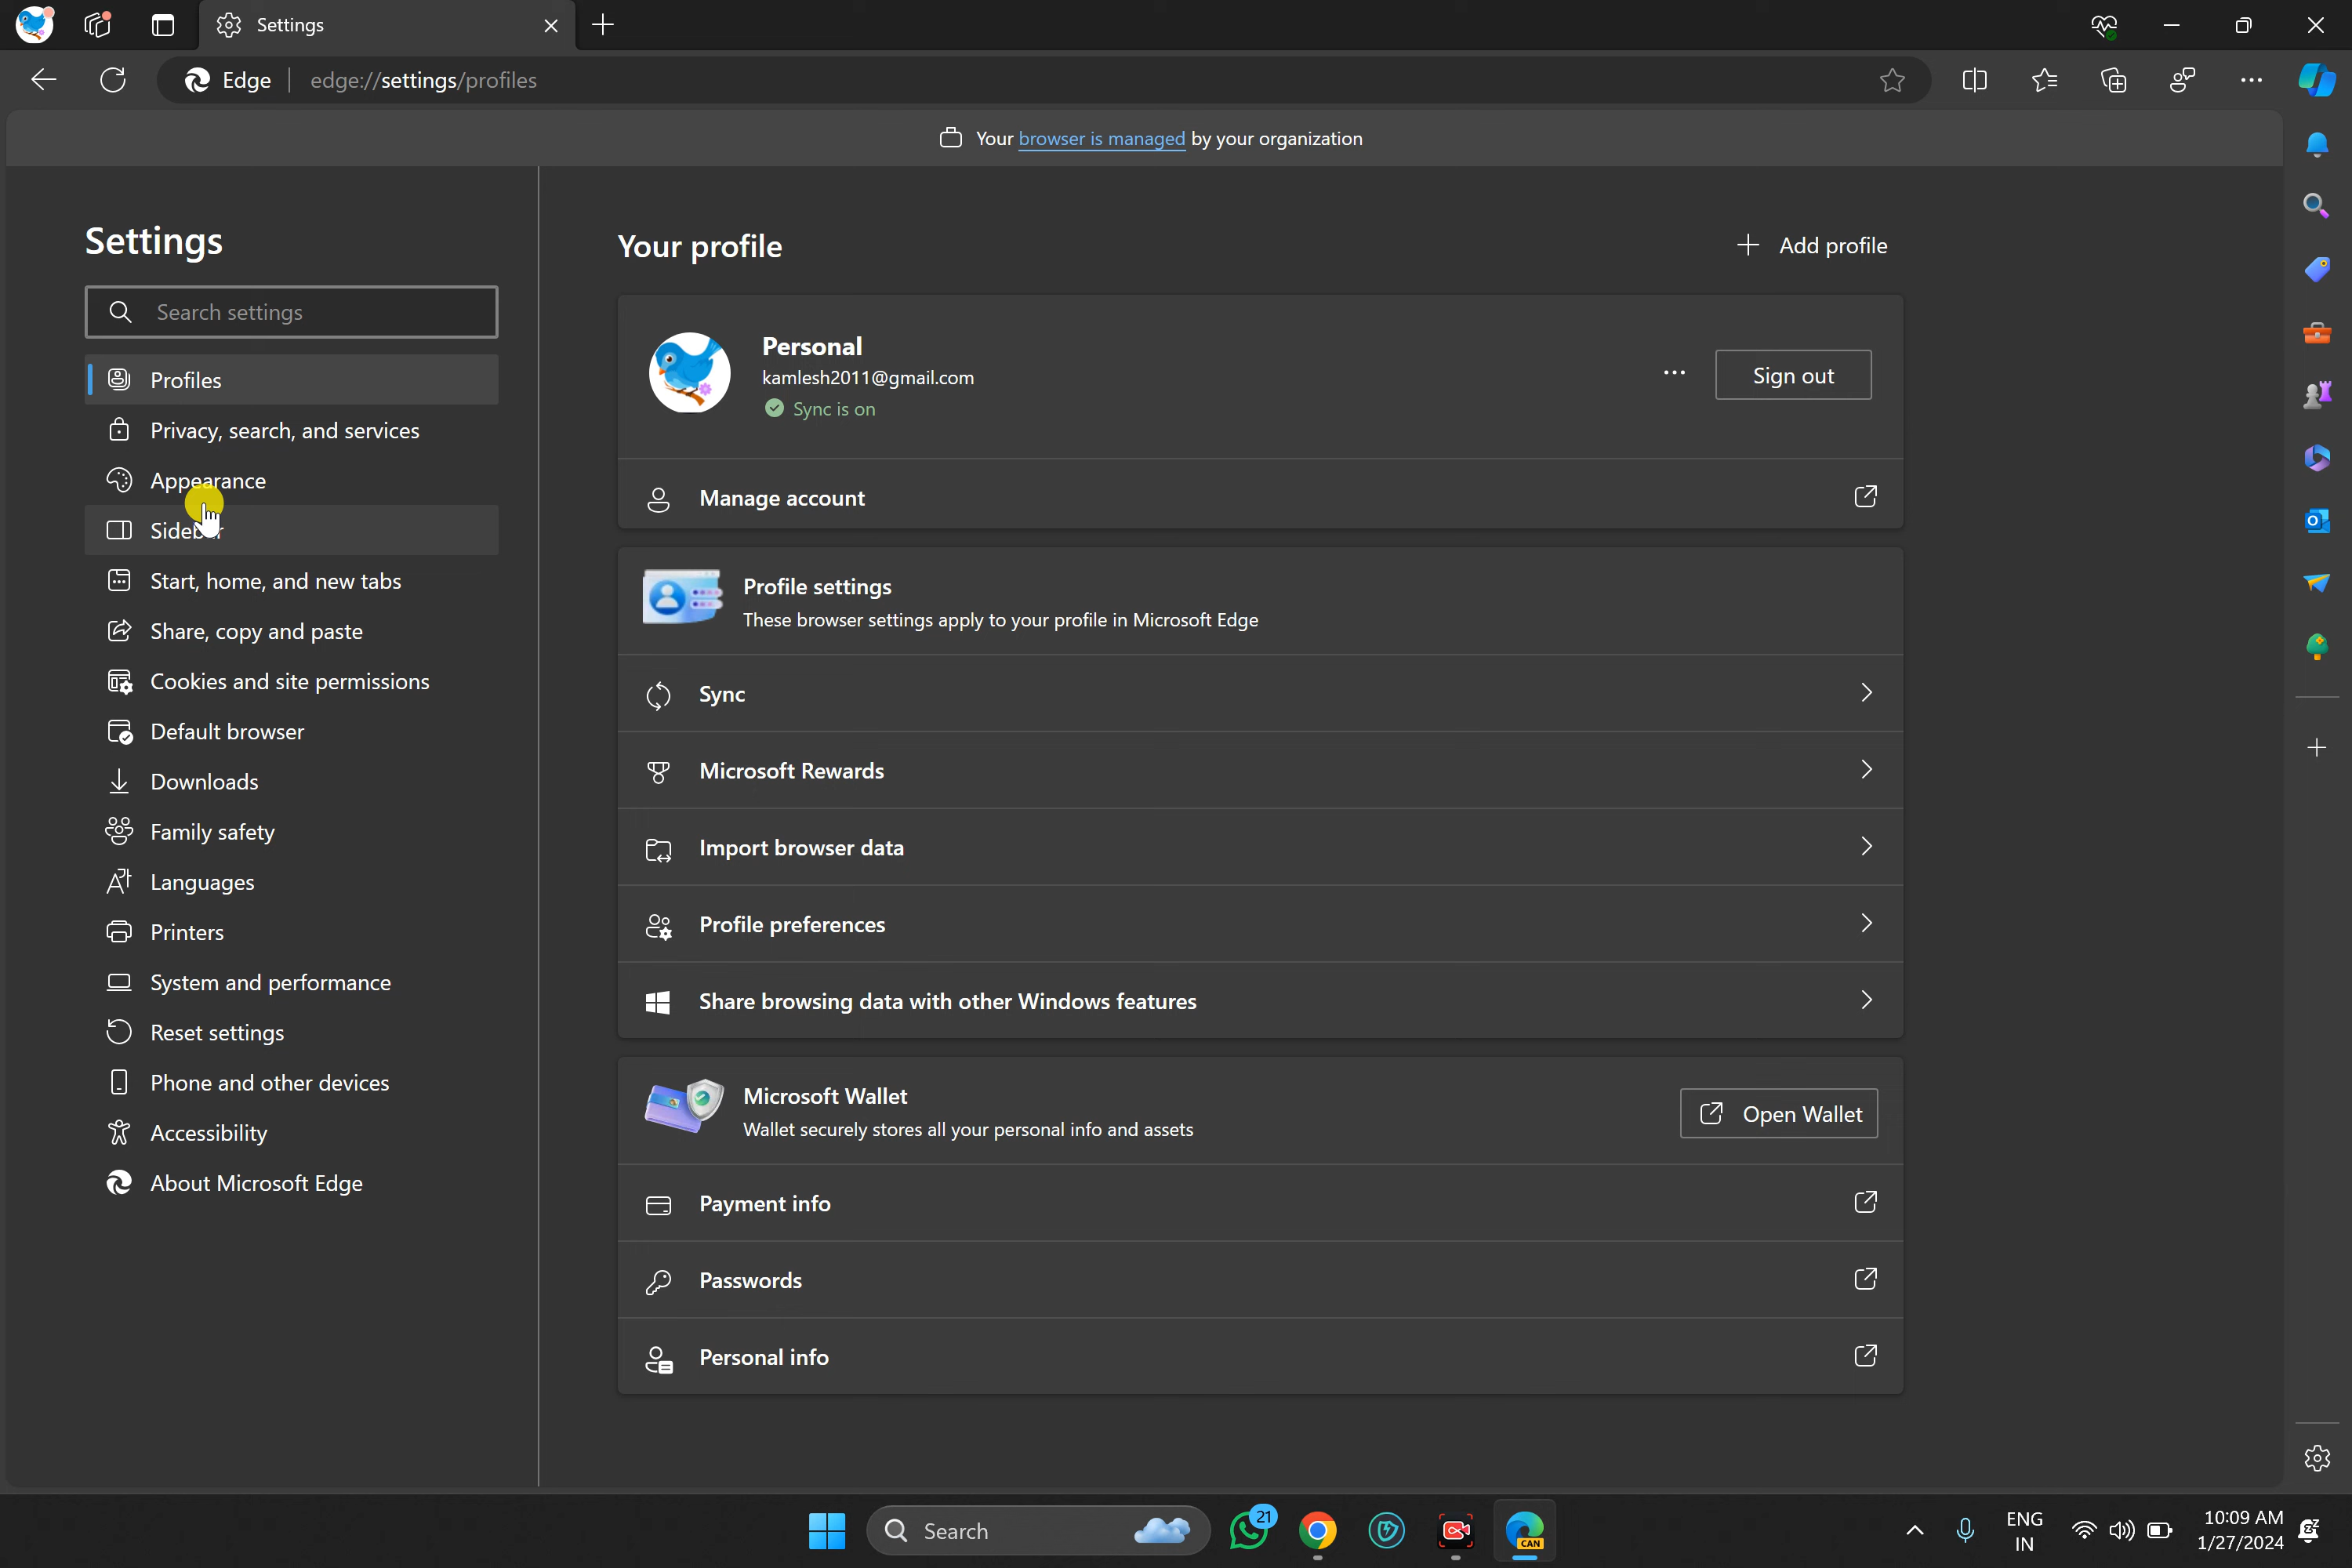 Settings
Edge edge://settings/profiles
Your browser is managed by your organization
Settings
Search settings
Profiles
Privacy, search, and services
Appearance
Sidebar
Start, home, and new tabs
Share, copy and paste
Cookies and site permissions
Default browser
Downloads
Family safety
Languages
Printers
System and performance
Reset settings
Phone and other devices
Accessibility
About Microsoft Edge
Your profile
Add profile
Personal
kamlesh2011@gmail.com
Sync is on
Sign out
Manage account
Profile settings
These browser settings apply to your profile in Microsoft Edge
Sync
Microsoft Rewards
Import browser data
Profile preferences
Share browsing data with other Windows features
Microsoft Wallet
Wallet securely stores all your personal info and assets
Open Wallet
Payment info
Passwords
Personal info
Search
21
CAN
ENG
IN
10:09 AM
1/27/2024